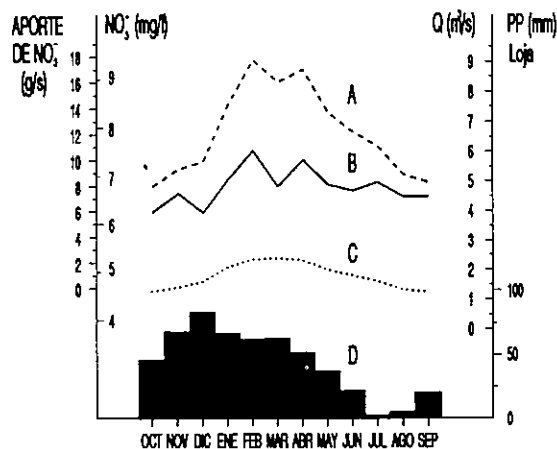 APORTE
DE NO₃⁻
(g/s)
NO₃⁻ (mg/l)
Q (m³/s)
PP (mm)
Loja
18
16
14
12
10
8
6
4
2
0
9
8
7
6
5
4
9
8
7
6
5
4
3
2
1
0
100
50
0
A
B
C
D
OCT NOV DIC ENE FEB MAR ABR MAY JUN JUL AGO SEP